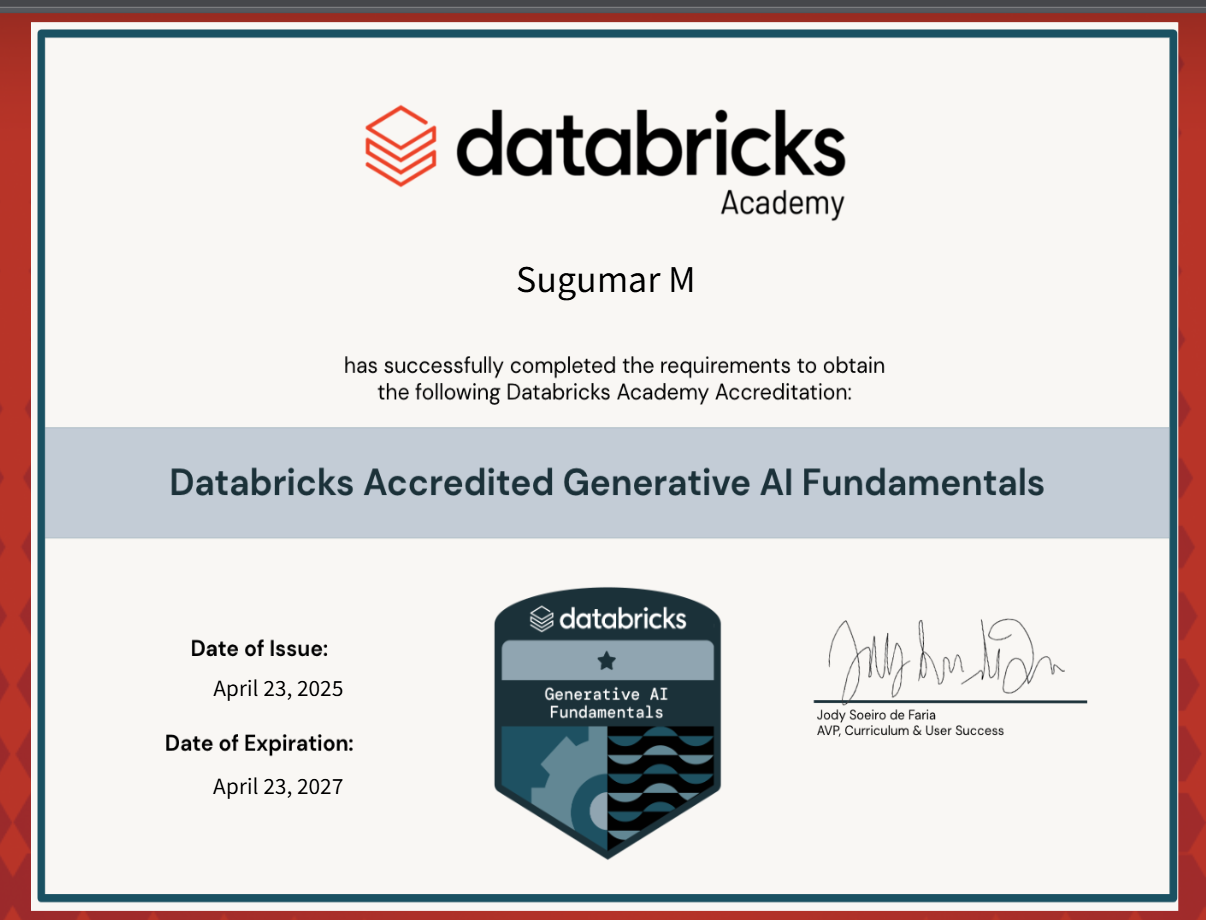 databricks
Academy
Sugumar M
has successfully completed the requirements to obtain
the following Databricks Academy Accreditation:
Databricks Accredited Generative AI Fundamentals
Date of Issue:
April 23, 2025
Date of Expiration:
April 23, 2027
databricks
Generative AI
Fundamentals
Jody Soeiro de Faria
AVP, Curriculum & User Success